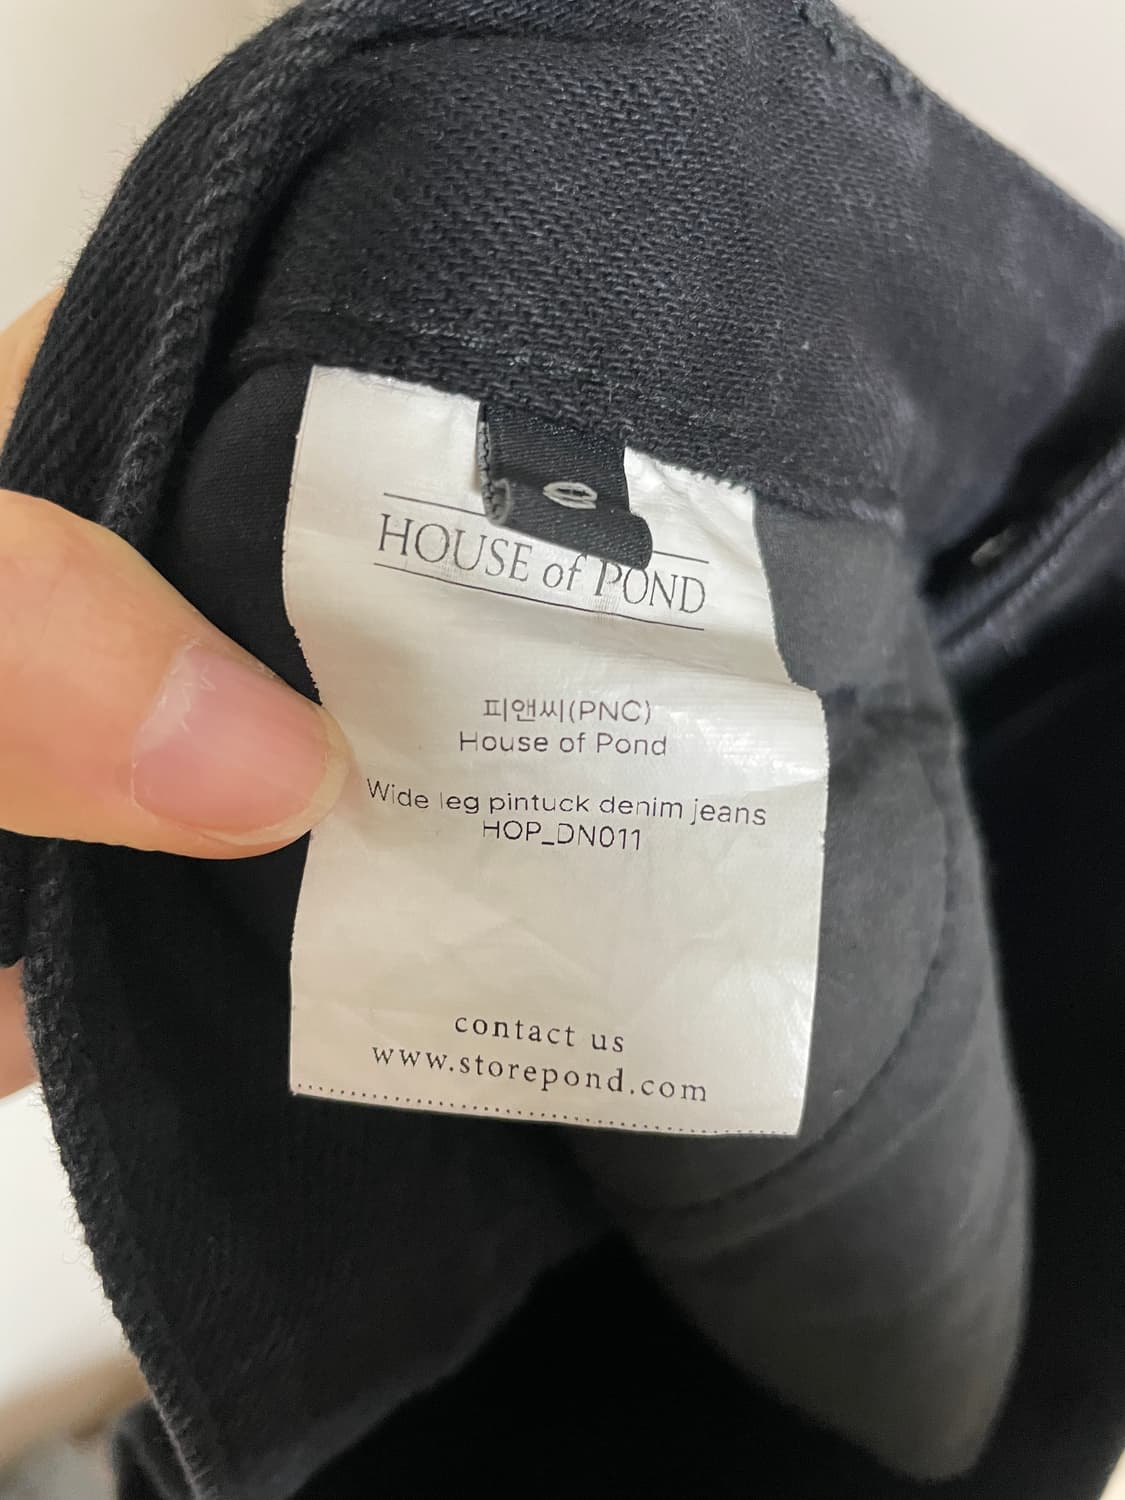 0
HOUSE of POND
피앤씨(PNC)
House of Pond
Wide leg pintuck denim jeans
HOP_DN011
contact us
www.storepond.com